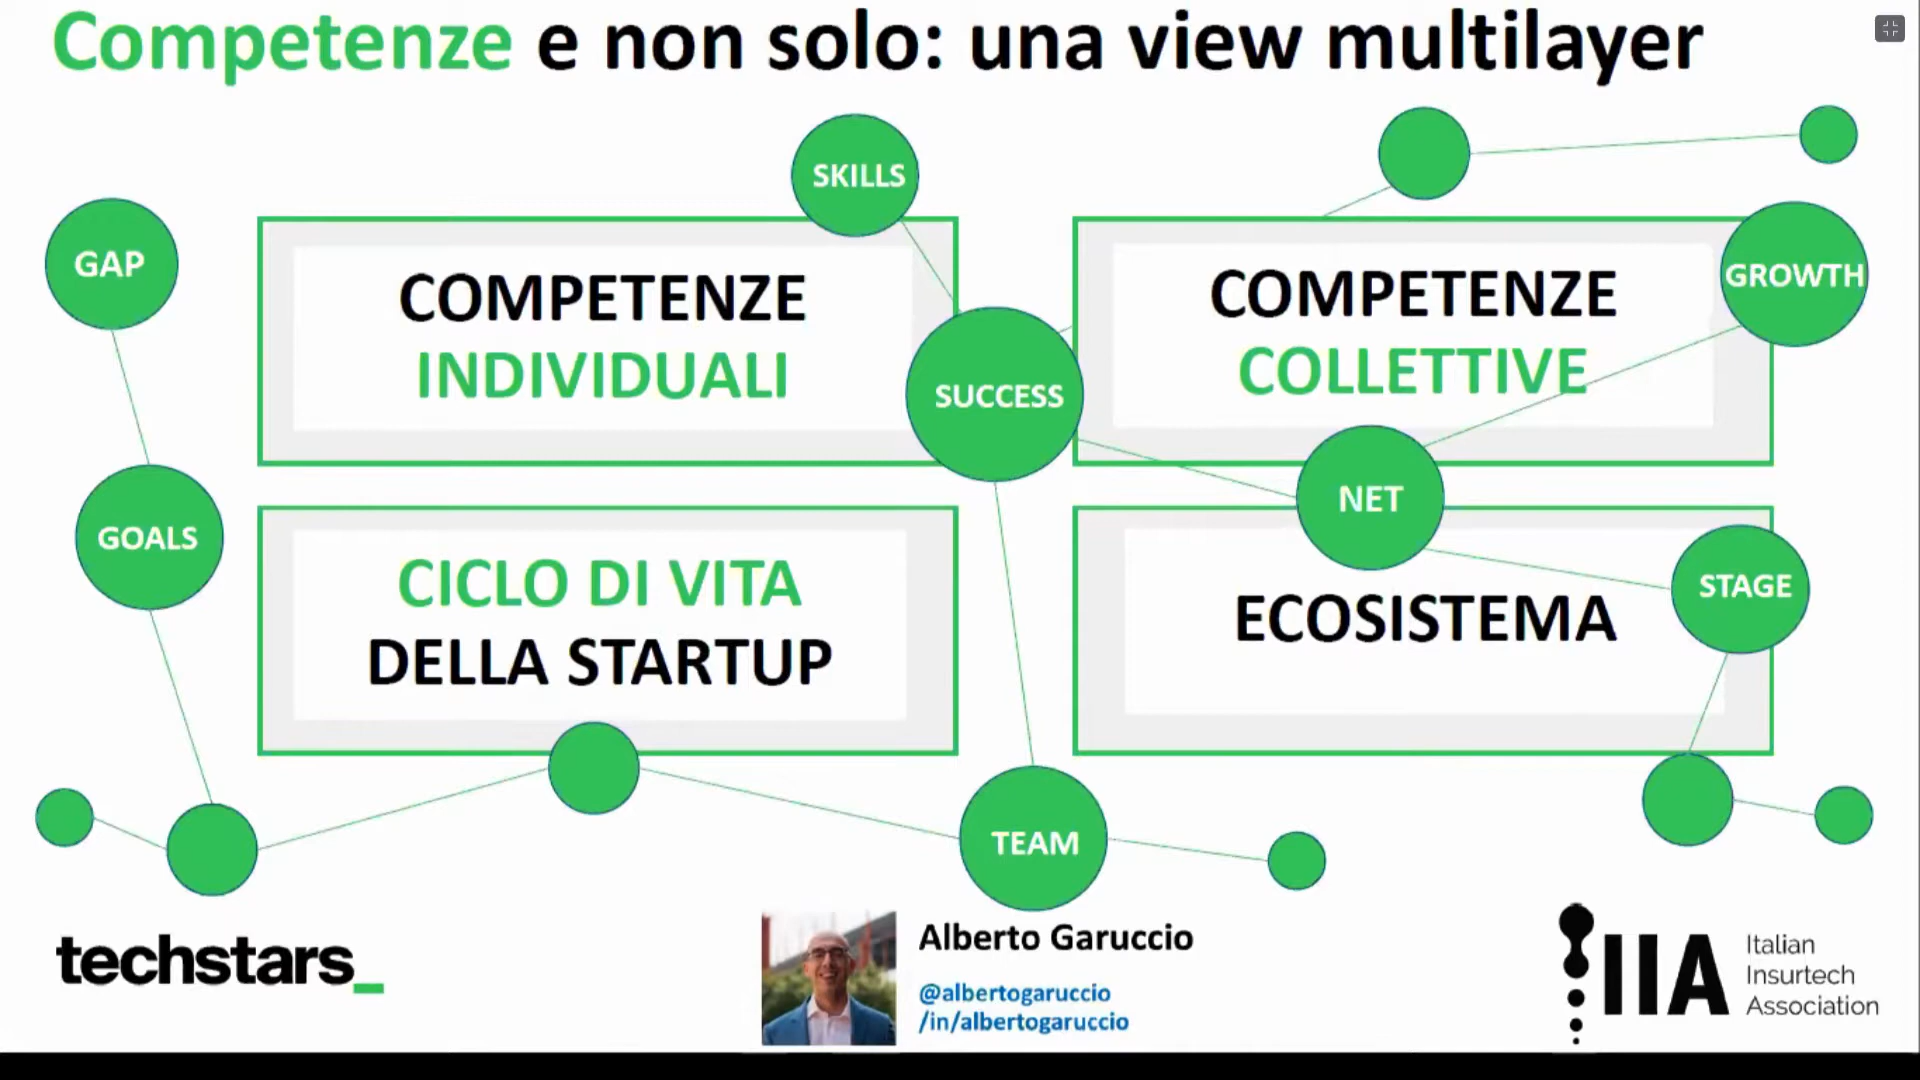 Competenze e non solo: una view multilayer
SKILLS
GAP
COMPETENZE
INDIVIDUALI
COMPETENZE
COLLETTIVE
GROWTH
SUCCESS
NET
GOALS
CICLO DI VITA
DELLA STARTUP
ECOSISTEMA
STAGE
TEAM
techstars_
Alberto Garuccio
@albertogaruccio
/in/albertogaruccio
IIA
Italian
Insurtech
Association